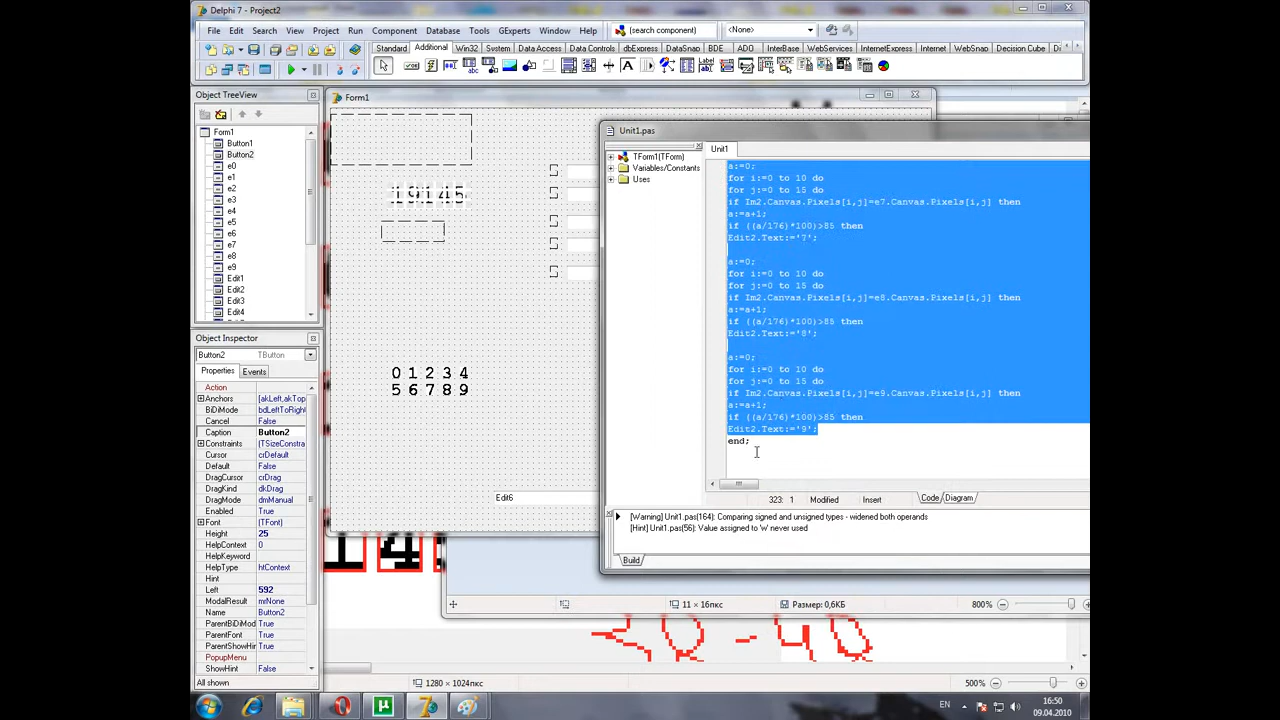 Delphi 7 - Project2
File Edit Search View Project Run Component Database Tools GExperts Window Help
(search component)
<None>
Standard Additional Win32 System Data Access Data Controls dbExpress DataSnap BDE ADO InterBase WebServices InternetExpress Internet WebSnap Decision Cube
Object TreeView
Form1
Button1
Button2
e0
e1
e2
e3
e4
e5
e6
e7
e8
e9
Edit1
Edit2
Edit3
Edit4
Object Inspector
Button2 TButton
Properties Events
Action
Anchors [akLeft,akTop
BiDiMode bdLeftToRight
Cancel False
Caption Button2
Constraints (TSizeConstra
Cursor crDefault
Default False
DragCursor crDrag
DragKind dkDrag
DragMode dmManual
Enabled True
Font (TFont)
Height 25
HelpContext 0
HelpKeyword
HelpType htContext
Hint
Left 592
ModalResult mrNone
Name Button2
ParentBiDiMod True
ParentFont True
ParentShowHin True
PopupMenu
ShowHint False
All shown
Form1
19145
0 1 2 3 4
5 6 7 8 9
Edit6
Unit1.pas
TForm1(TForm)
Variables/Constants
Uses
Unit1
a:=0;
for i:=0 to 10 do
for j:=0 to 15 do
if Im2.Canvas.Pixels[i,j]=e7.Canvas.Pixels[i,j] then
a:=a+1;
if ((a/176)*100)>85 then
Edit2.Text:='7';
a:=0;
for i:=0 to 10 do
for j:=0 to 15 do
if Im2.Canvas.Pixels[i,j]=e8.Canvas.Pixels[i,j] then
a:=a+1;
if ((a/176)*100)>85 then
Edit2.Text:='8';
a:=0;
for i:=0 to 10 do
for j:=0 to 15 do
if Im2.Canvas.Pixels[i,j]=e9.Canvas.Pixels[i,j] then
a:=a+1;
if ((a/176)*100)>85 then
Edit2.Text:='9';
end;
323: 1 Modified Insert Code Diagram
[Warning] Unit1.pas(164): Comparing signed and unsigned types - widened both operands
[Hint] Unit1.pas(56): Value assigned to 'w' never used
Build
11 × 16пкс Размер: 0,6КБ 800%
1280 × 1024пкс 500%
EN 16:50
09.04.2010